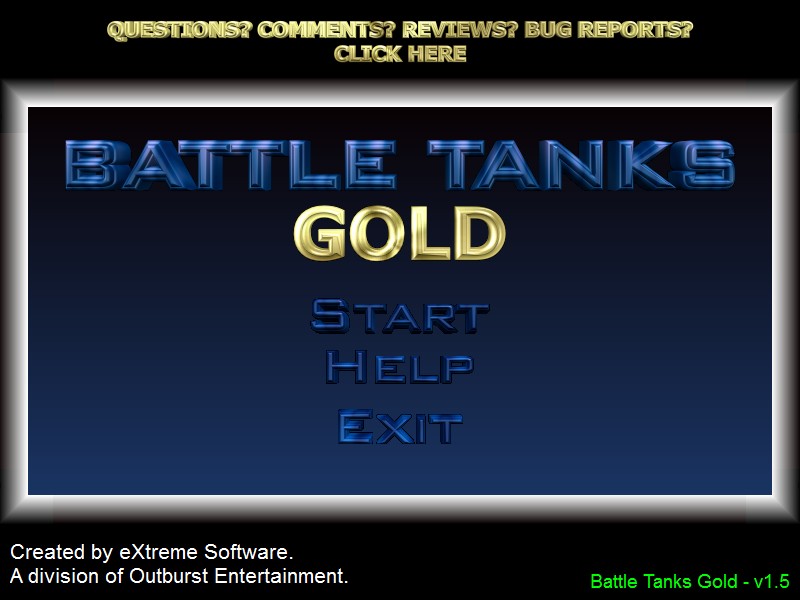 QUESTIONS? COMMENTS? REVIEWS? BUG REPORTS?
CLICK HERE
BATTLE TANKS
GOLD
START
HELP
EXIT
Created by eXtreme Software.
A division of Outburst Entertainment.
Battle Tanks Gold - v1.5